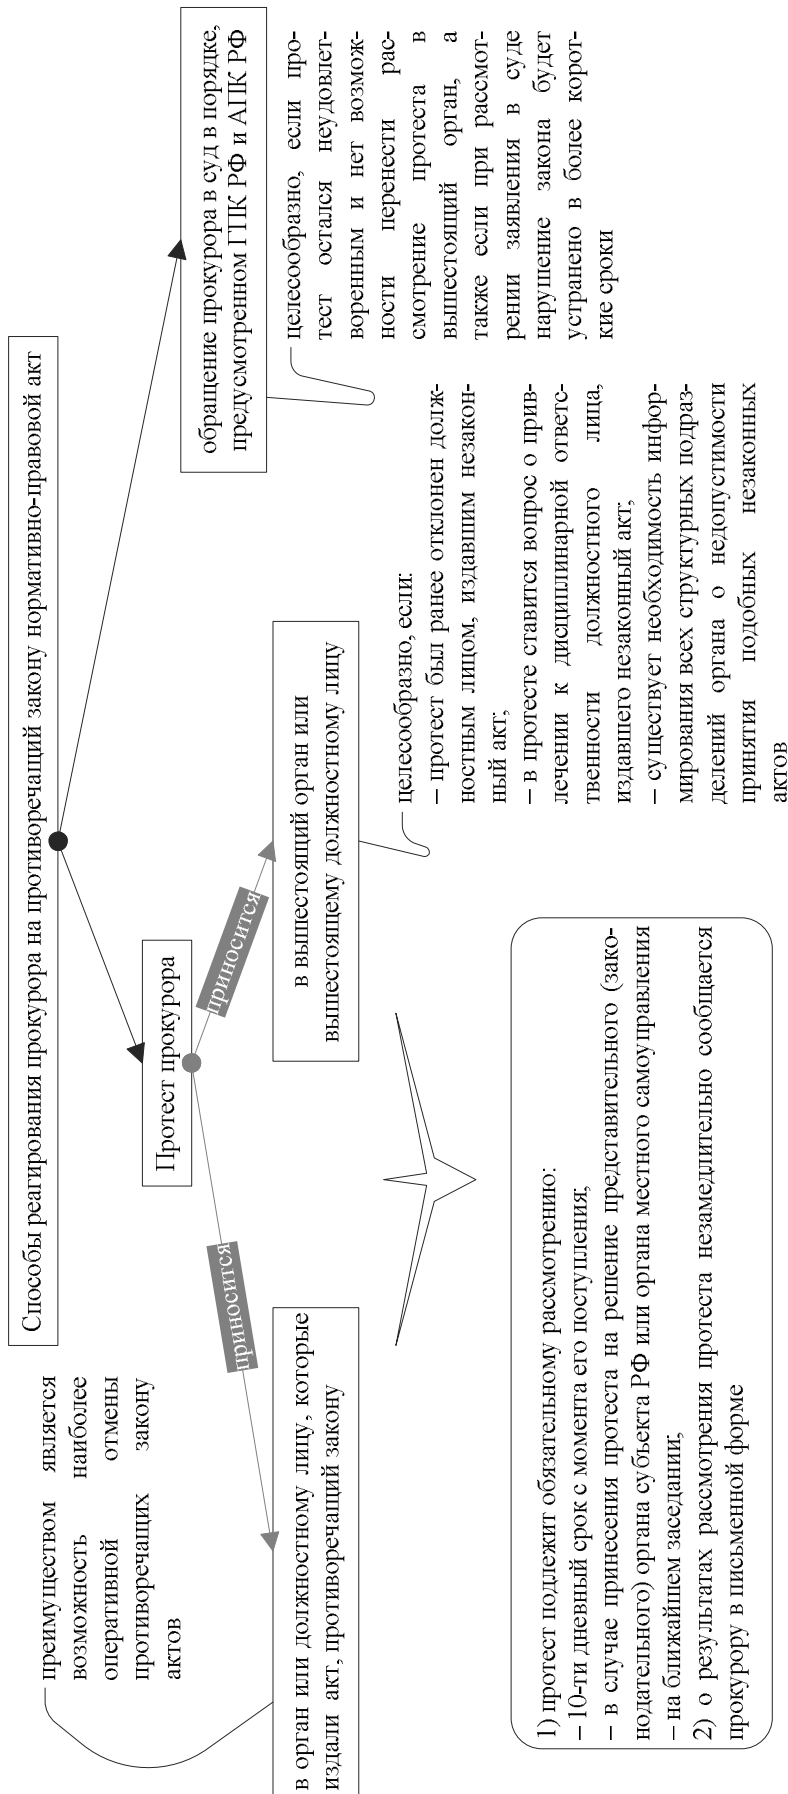 Способы реагирования прокурора на противоречащий закону нормативно-правовой акт
преимуществом является
возможность наиболее
оперативной отмены
противоречащих закону
актов
Протест прокурора
обращение прокурора в суд в порядке,
предусмотренном ГПК РФ и АПК РФ
приносится
приносится
в орган или должностному лицу, которые
издали акт, противоречащий закону
в вышестоящий орган или
вышестоящему должностному лицу
целесообразно, если про-
тест остался неудовлет-
воренным и нет возмож-
ности перенести рас-
смотрение протеста в
вышестоящий орган, а
также если при рассмот-
рении заявления в суде
нарушение закона будет
устранено в более корот-
кие сроки
целесообразно, если:
– протест был ранее отклонен долж-
ностным лицом, издавшим незакон-
ный акт;
– в протесте ставится вопрос о прив-
лечении к дисциплинарной ответс-
твенности должностного лица,
издавшего незаконный акт;
– существует необходимость инфор-
мирования всех структурных подраз-
делений органа о недопустимости
принятия подобных незаконных
актов
1) протест подлежит обязательному рассмотрению:
– 10-ти дневный срок с момента его поступления;
– в случае принесения протеста на решение представительного (зако-
нодательного) органа субъекта РФ или органа местного самоуправления
– на ближайшем заседании;
2) о результатах рассмотрения протеста незамедлительно сообщается
прокурору в письменной форме